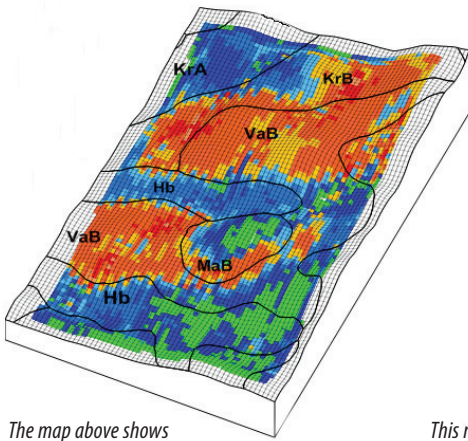 KrA
KrB
VaB
Hb
VaB
MaB
Hb
The map above shows
This r